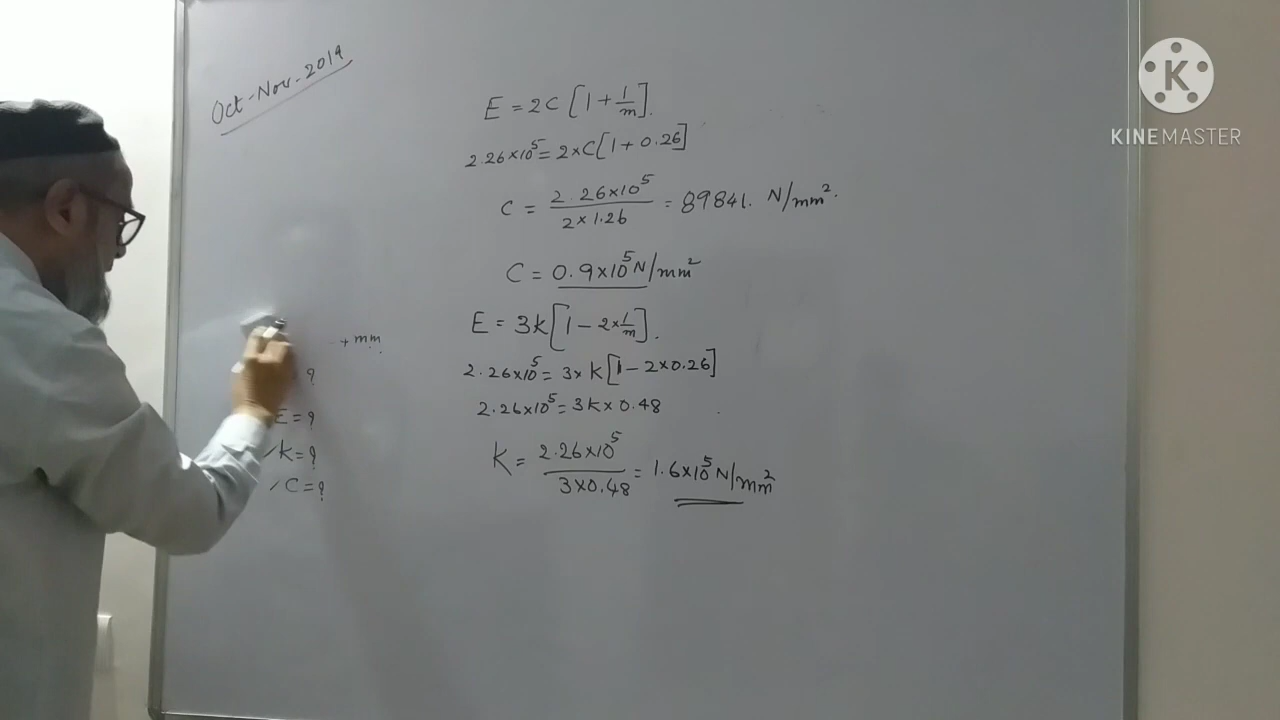 Oct-Nov-2019
E = 2C [1 + 1/m].
2.26×10⁵ = 2×C[1 + 0.26]
C = 2.26×10⁵ / 2×1.26 = 89841. N/mm².
C = 0.9×10⁵ N/mm²
E = 3k[1 - 2×1/m].
2.26×10⁵ = 3× k[1 - 2×0.26]
2.26×10⁵ = 3k×0.48
K = 2.26×10⁵ / 3×0.48 = 1.6×10⁵ N/mm²
+ mm
?
E = ?
✓k = ?
✓C = ?
K
KINEMASTER